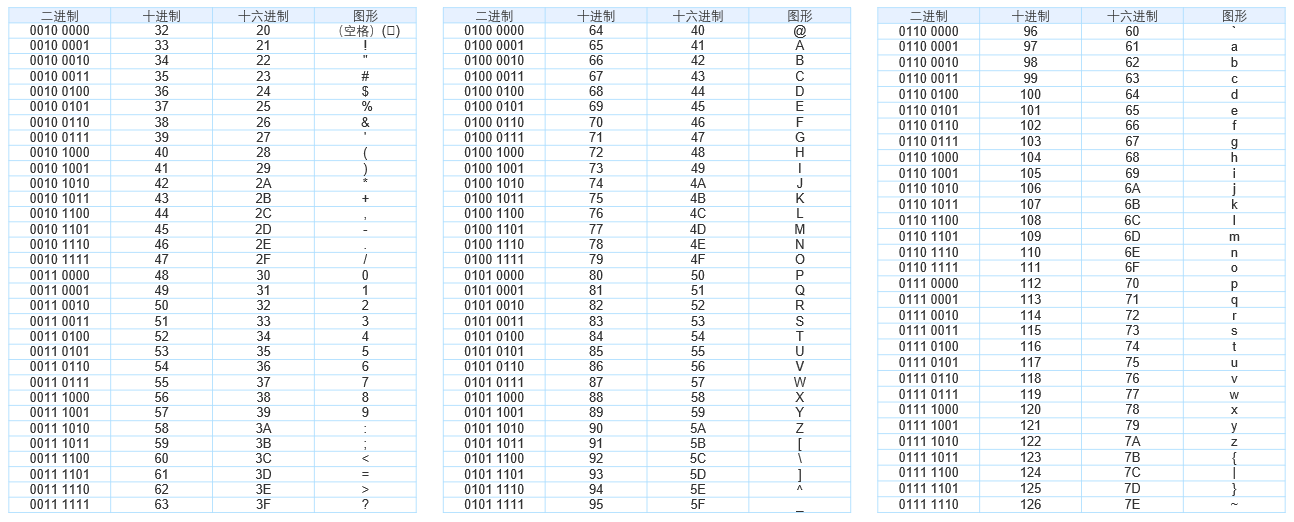 二进制 十进制 十六进制 图形
0010 0000 32 20 （空格）(␠)
0010 0001 33 21 !
0010 0010 34 22 "
0010 0011 35 23 #
0010 0100 36 24 $
0010 0101 37 25 %
0010 0110 38 26 &
0010 0111 39 27 '
0010 1000 40 28 (
0010 1001 41 29 )
0010 1010 42 2A *
0010 1011 43 2B +
0010 1100 44 2C ,
0010 1101 45 2D -
0010 1110 46 2E .
0010 1111 47 2F /
0011 0000 48 30 0
0011 0001 49 31 1
0011 0010 50 32 2
0011 0011 51 33 3
0011 0100 52 34 4
0011 0101 53 35 5
0011 0110 54 36 6
0011 0111 55 37 7
0011 1000 56 38 8
0011 1001 57 39 9
0011 1010 58 3A :
0011 1011 59 3B ;
0011 1100 60 3C <
0011 1101 61 3D =
0011 1110 62 3E >
0011 1111 63 3F ?
二进制 十进制 十六进制 图形
0100 0000 64 40 @
0100 0001 65 41 A
0100 0010 66 42 B
0100 0011 67 43 C
0100 0100 68 44 D
0100 0101 69 45 E
0100 0110 70 46 F
0100 0111 71 47 G
0100 1000 72 48 H
0100 1001 73 49 I
0100 1010 74 4A J
0100 1011 75 4B K
0100 1100 76 4C L
0100 1101 77 4D M
0100 1110 78 4E N
0100 1111 79 4F O
0101 0000 80 50 P
0101 0001 81 51 Q
0101 0010 82 52 R
0101 0011 83 53 S
0101 0100 84 54 T
0101 0101 85 55 U
0101 0110 86 56 V
0101 0111 87 57 W
0101 1000 88 58 X
0101 1001 89 59 Y
0101 1010 90 5A Z
0101 1011 91 5B [
0101 1100 92 5C \
0101 1101 93 5D ]
0101 1110 94 5E ^
0101 1111 95 5F _
二进制 十进制 十六进制 图形
0110 0000 96 60 `
0110 0001 97 61 a
0110 0010 98 62 b
0110 0011 99 63 c
0110 0100 100 64 d
0110 0101 101 65 e
0110 0110 102 66 f
0110 0111 103 67 g
0110 1000 104 68 h
0110 1001 105 69 i
0110 1010 106 6A j
0110 1011 107 6B k
0110 1100 108 6C l
0110 1101 109 6D m
0110 1110 110 6E n
0110 1111 111 6F o
0111 0000 112 70 p
0111 0001 113 71 q
0111 0010 114 72 r
0111 0011 115 73 s
0111 0100 116 74 t
0111 0101 117 75 u
0111 0110 118 76 v
0111 0111 119 77 w
0111 1000 120 78 x
0111 1001 121 79 y
0111 1010 122 7A z
0111 1011 123 7B {
0111 1100 124 7C |
0111 1101 125 7D }
0111 1110 126 7E ~